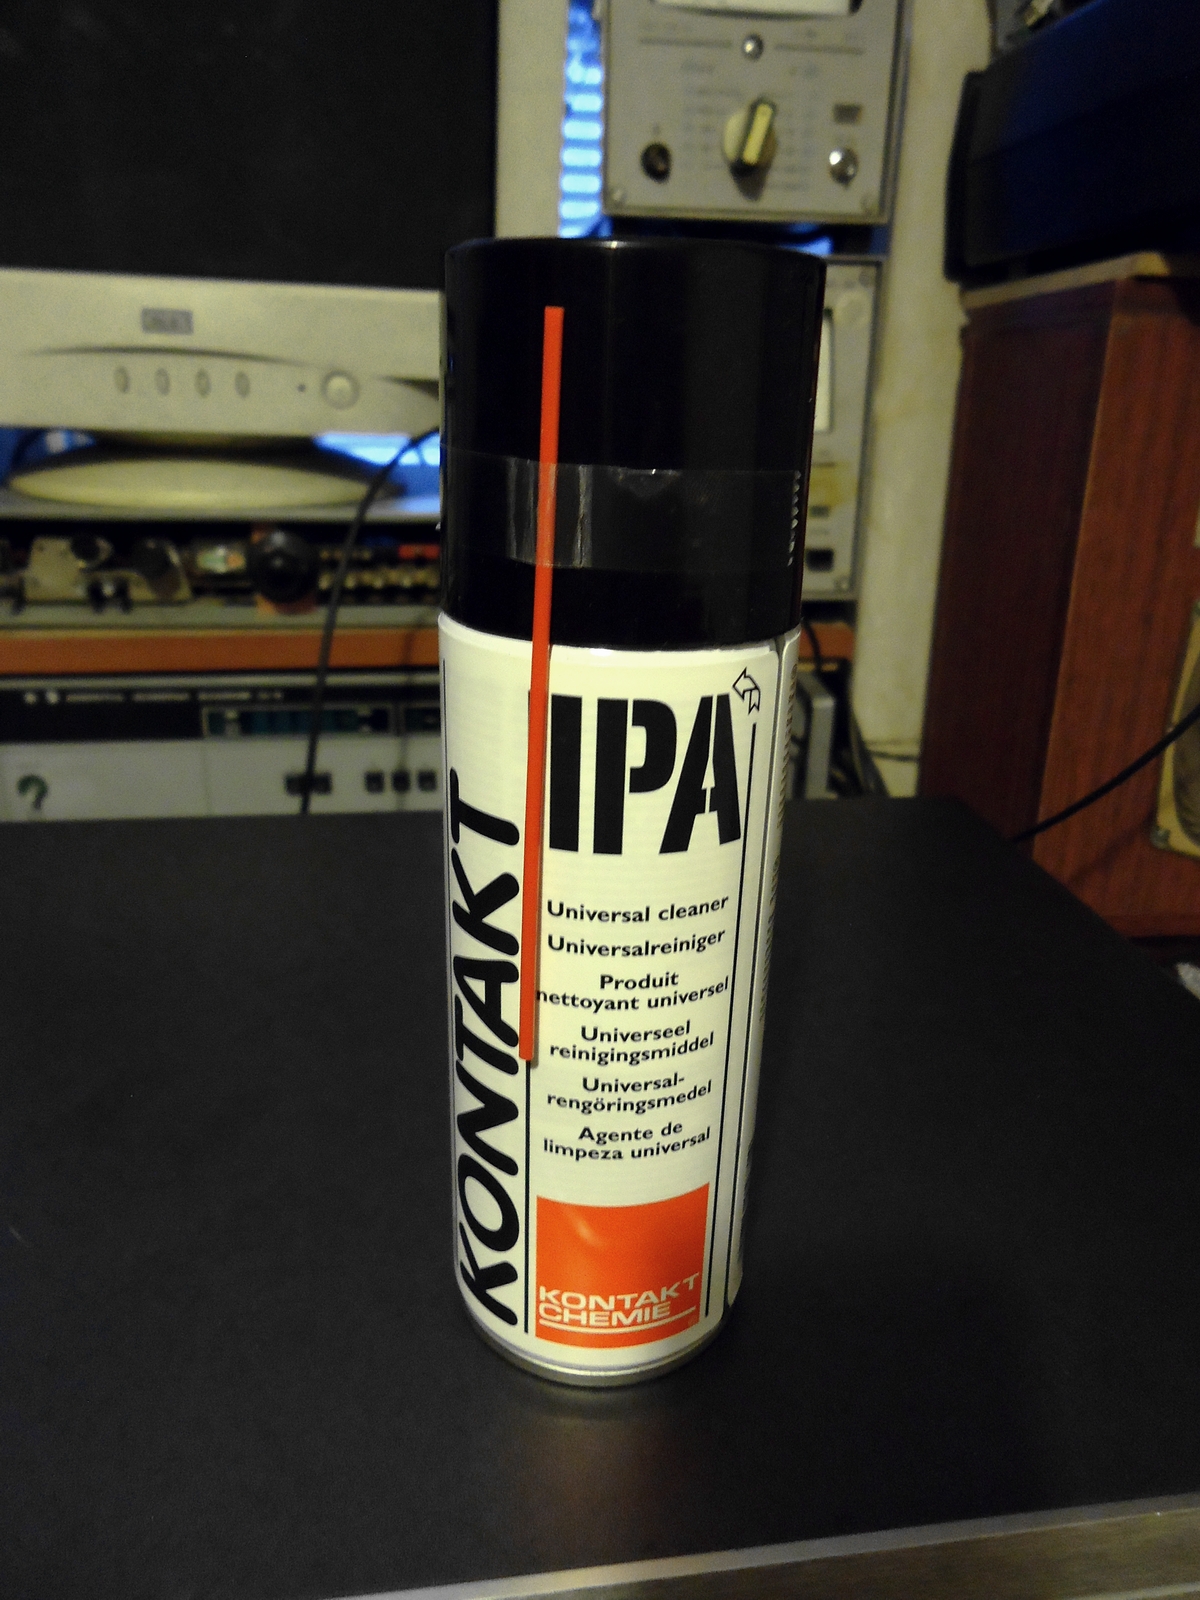 KONTAKT
IPA
Universal cleaner
Universalreiniger
Produit
nettoyant universel
Universeel
reinigingsmiddel
Universal-
rengöringsmedel
Agente de
limpeza universal
KONTAKT
CHEMIE